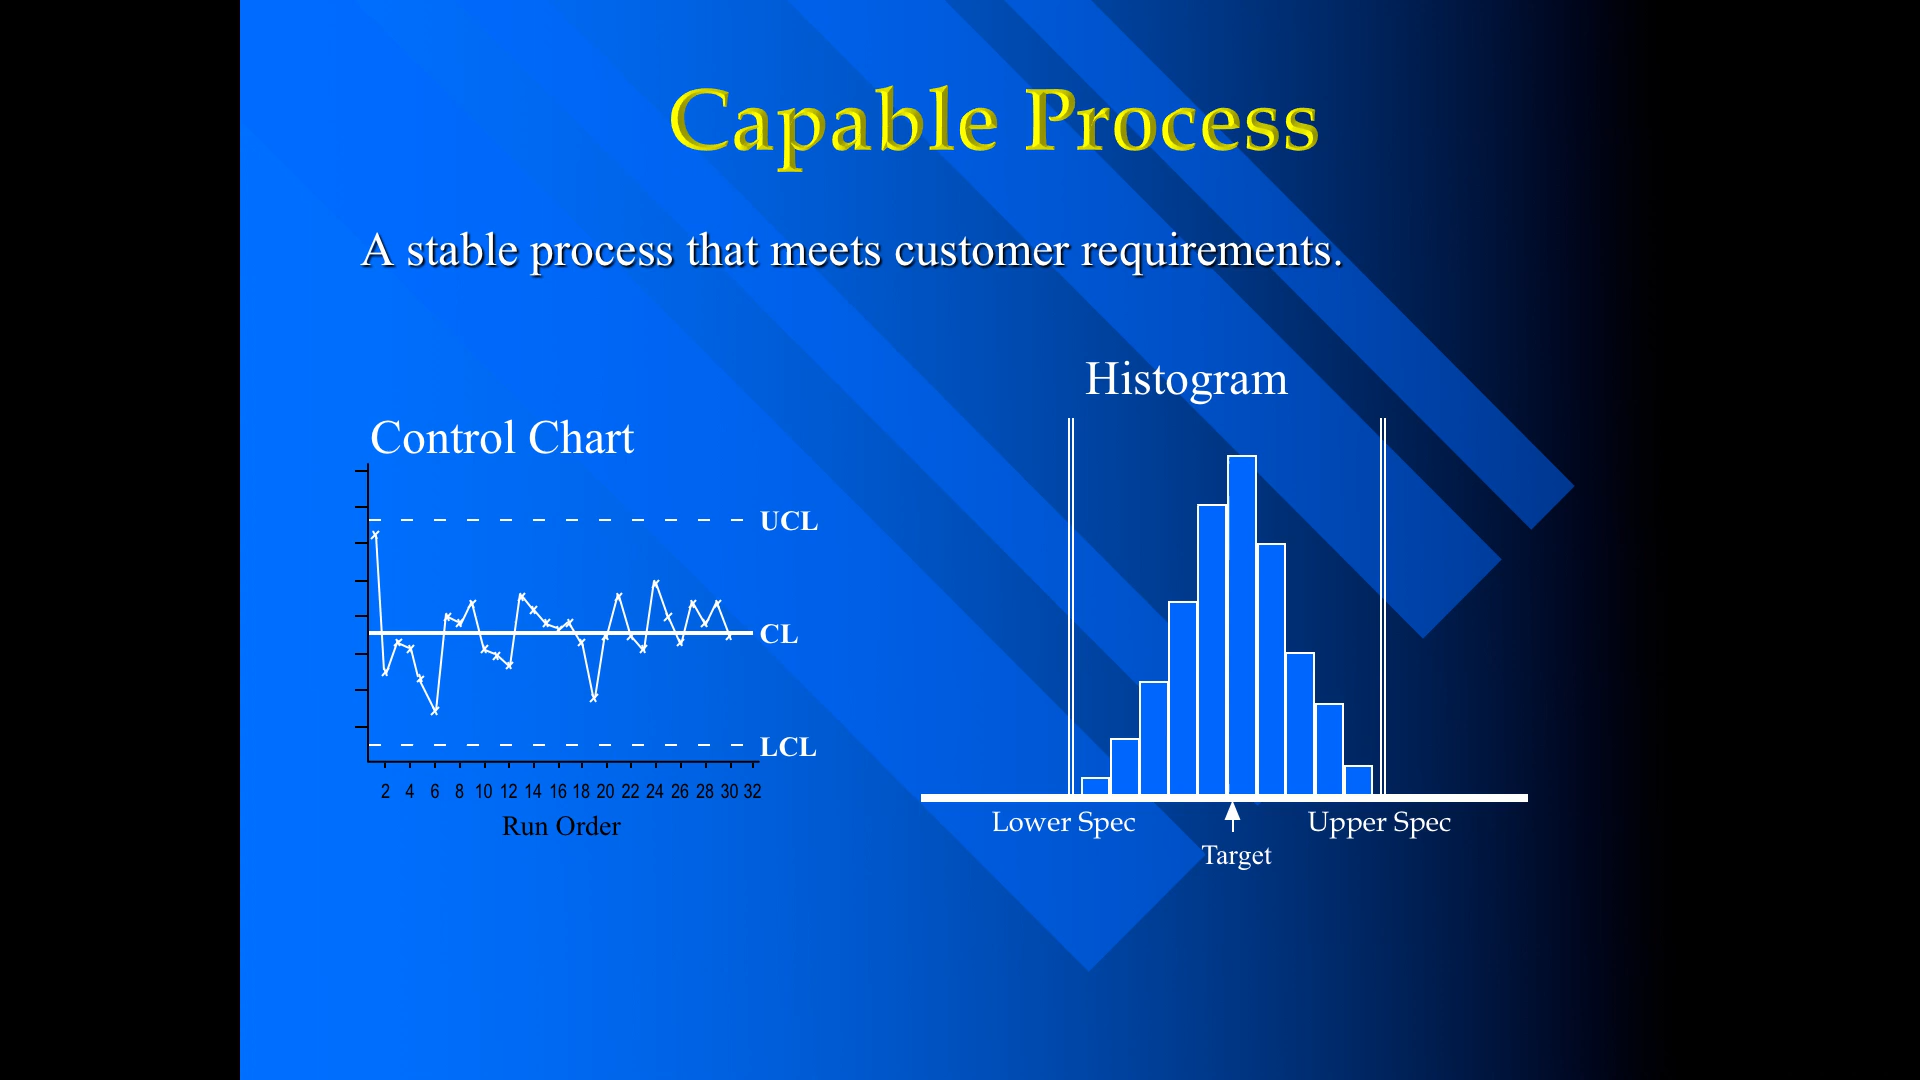 Capable Process
A stable process that meets customer requirements.
Control Chart
UCL
CL
LCL
2 4 6 8 10 12 14 16 18 20 22 24 26 28 30 32
Run Order
Histogram
Lower Spec
Upper Spec
Target